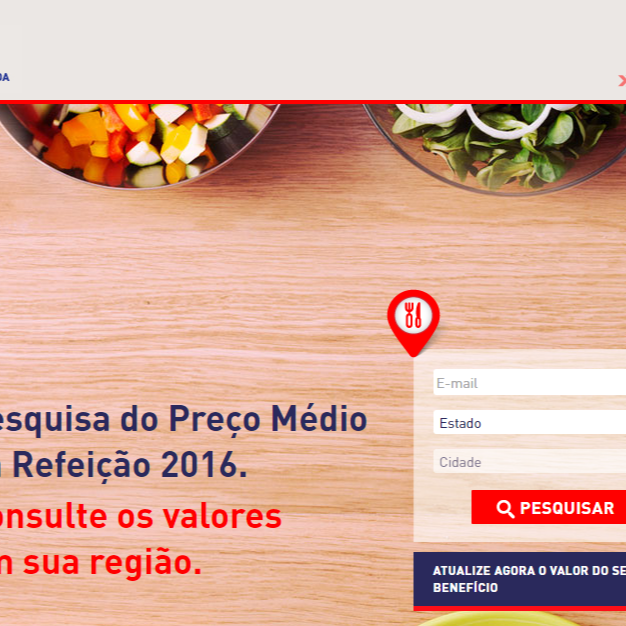 DA
esquisa do Preço Médio
Refeição 2016.
onsulte os valores
m sua região.
E-mail
Estado
Cidade
PESQUISAR
ATUALIZE AGORA O VALOR DO SE
BENEFÍCIO